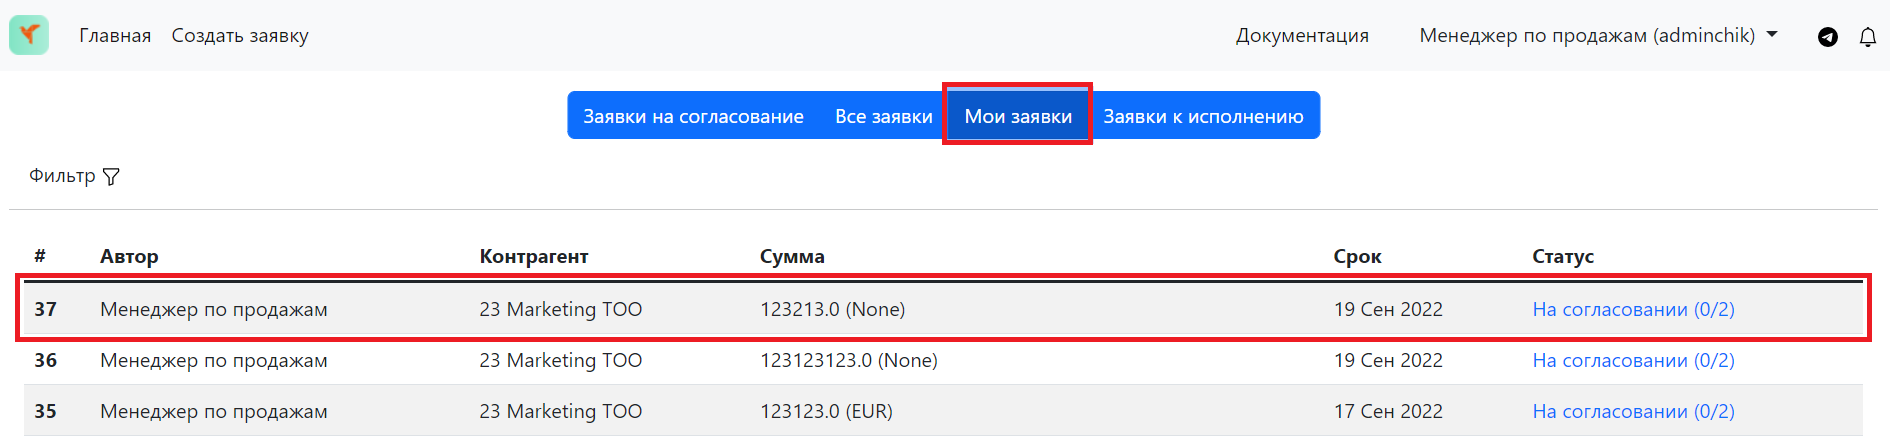 Главная Создать заявку Документация Менеджер по продажам (adminchik)
Заявки на согласование Все заявки Мои заявки Заявки к исполнению
Фильтр
# Автор Контрагент Сумма Срок Статус
37 Менеджер по продажам 23 Marketing ТОО 123213.0 (None) 19 Сен 2022 На согласовании (0/2)
36 Менеджер по продажам 23 Marketing ТОО 123123123.0 (None) 19 Сен 2022 На согласовании (0/2)
35 Менеджер по продажам 23 Marketing ТОО 123123.0 (EUR) 17 Сен 2022 На согласовании (0/2)